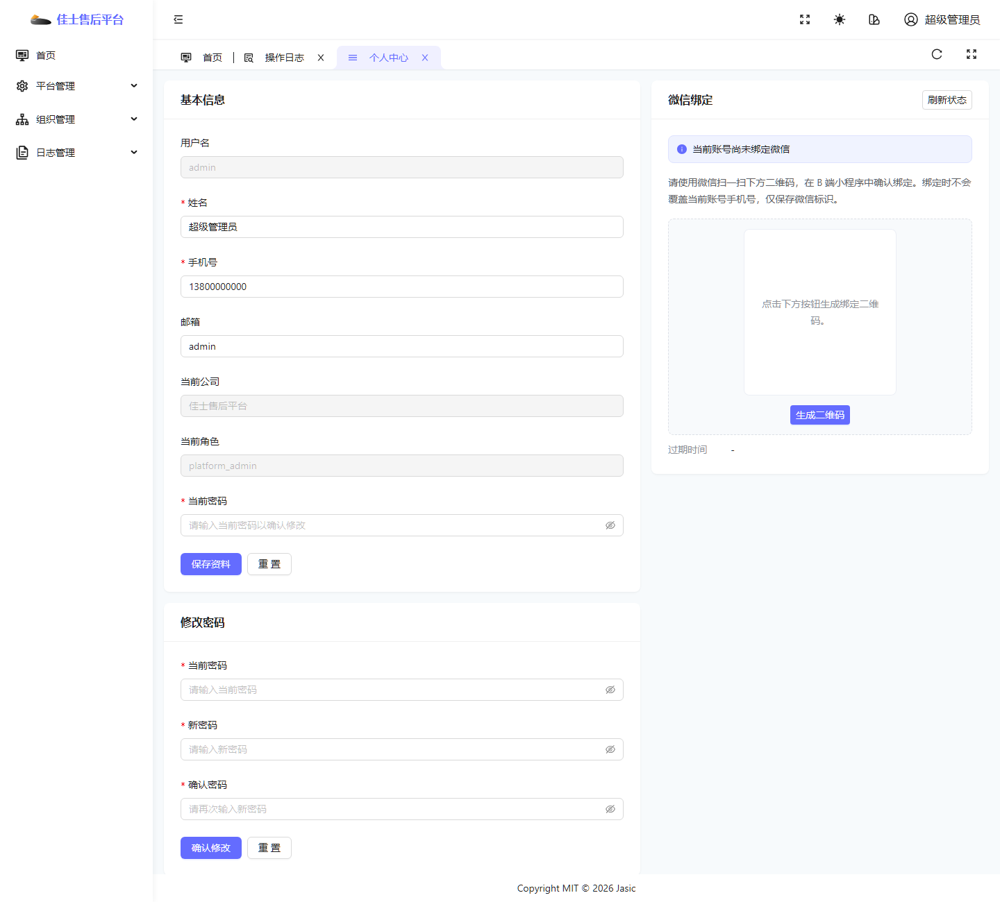 佳士售后平台
首页
平台管理
组织管理
日志管理
超级管理员
首页
操作日志
个人中心
基本信息
用户名
admin
* 姓名
超级管理员
* 手机号
13800000000
邮箱
admin
当前公司
佳士售后平台
当前角色
platform_admin
* 当前密码
请输入当前密码以确认修改
保存资料
重 置
修改密码
* 当前密码
请输入当前密码
* 新密码
请输入新密码
* 确认密码
请再次输入新密码
确认修改
重 置
微信绑定
刷新状态
当前账号尚未绑定微信
请使用微信扫一扫下方二维码，在 B 端小程序中确认绑定。绑定时不会
覆盖当前账号手机号，仅保存微信标识。
点击下方按钮生成绑定二维
码。
生成二维码
过期时间
-
Copyright MIT © 2026 Jasic